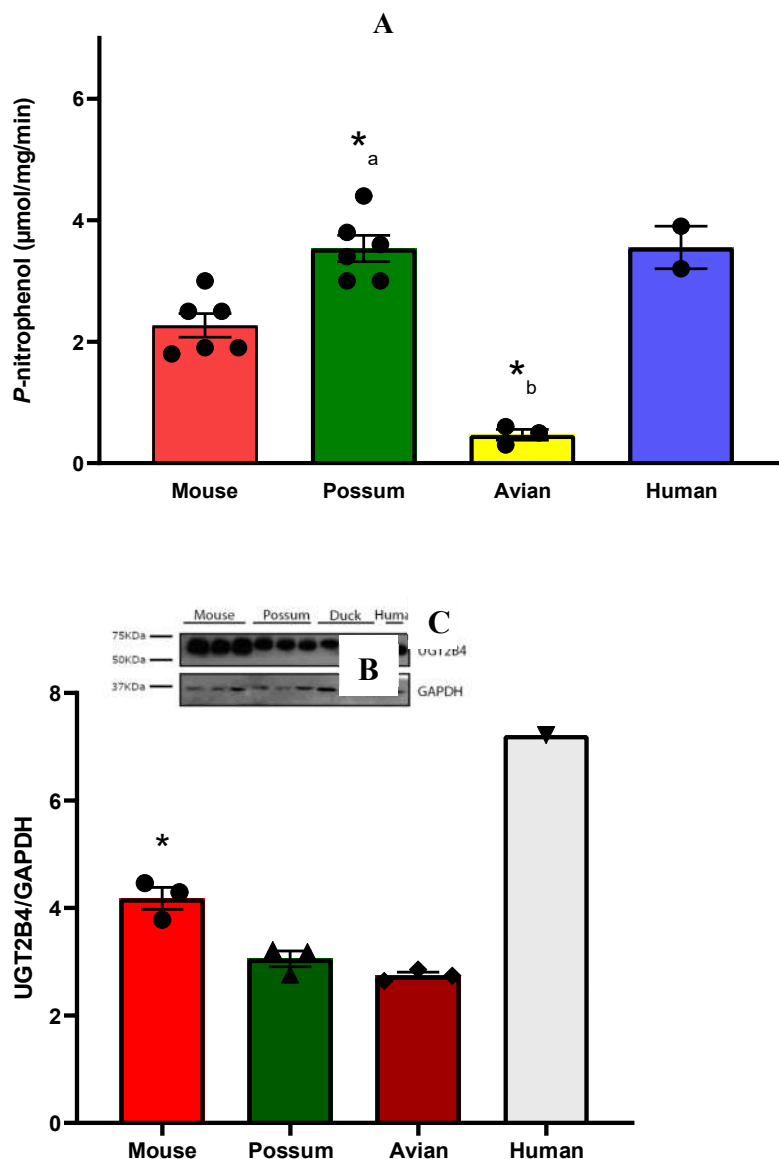 A
P-nitrophenol (µmol/mg/min)
6
4
2
0
*a
*b
Mouse Possum Avian Human
Mouse Possum Duck Huma
C
75KDa
50KDa
UGT2B4
B
37KDa
GAPDH
UGT2B4/GAPDH
8
6
4
2
0
*
Mouse Possum Avian Human